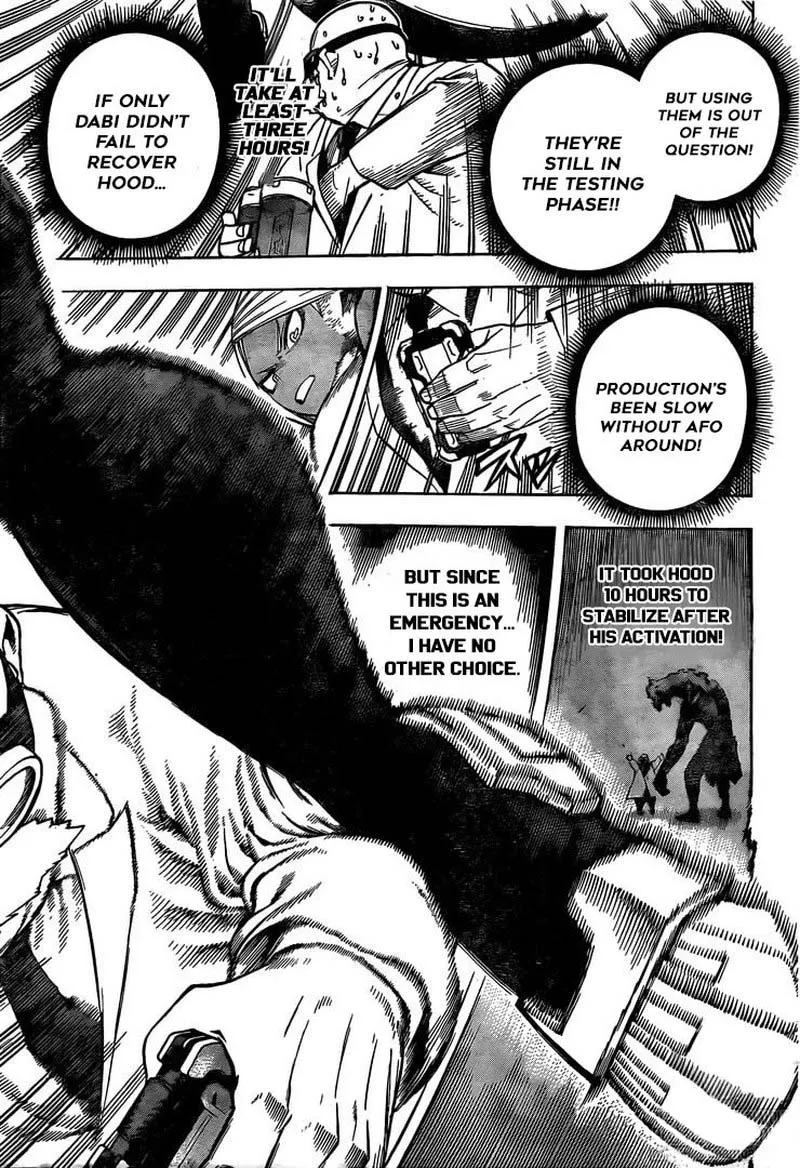 BUT USING
THEM IS OUT
OF THE
QUESTION!
THEY'RE
STILL IN
THE TESTING
PHASE!!
IT'LL
TAKE AT
LEAST
THREE
HOURS!
IF ONLY
DABI DIDN'T
FAIL TO
RECOVER
HOOD...
PRODUCTION'S
BEEN SLOW
WITHOUT AFO
AROUND!
IT TOOK HOOD
10 HOURS TO
STABILIZE AFTER
HIS ACTIVATION!
BUT SINCE
THIS IS AN
EMERGENCY...
I HAVE NO
OTHER CHOICE.